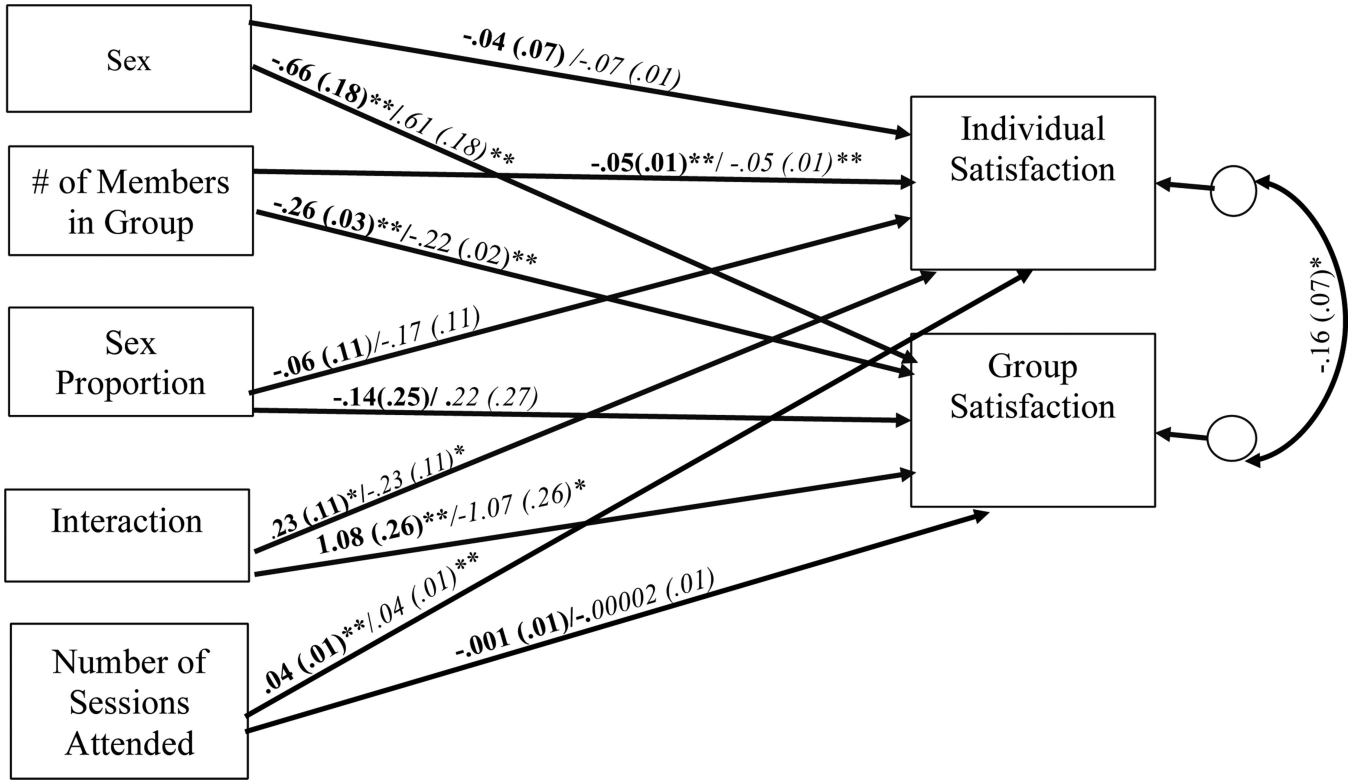 Sex
-.04 (.07) /-.07 (.01)
-.66 (.18)**/.61 (.18)**
# of Members
in Group
-.05(.01)**/ -.05 (.01)**
-.26 (.03)**/-.22 (.02)**
Sex
Proportion
-.06 (.11)/-.17 (.11)
-.14(.25)/ .22 (.27)
Interaction
.23 (.11)*/-.23 (.11)*
1.08 (.26)**/-1.07 (.26)*
Number of
Sessions
Attended
.04 (.01)**/.04 (.01)**
-.001 (.01)/-.00002 (.01)
Individual
Satisfaction
Group
Satisfaction
-.16 (.07)*